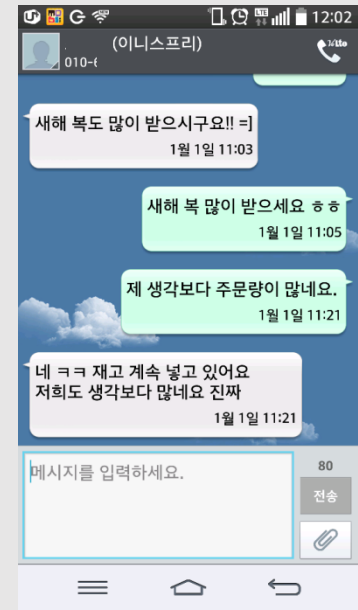 12:02
(이니스프리)
010-6
새해 복도 많이 받으시구요!! =]
1월 1일 11:03
새해 복 많이 받으세요 ㅎㅎ
1월 1일 11:05
제 생각보다 주문량이 많네요.
1월 1일 11:21
네 ㅋㅋ 재고 계속 넣고 있어요
저희도 생각보다 많네요 진짜
1월 1일 11:21
메시지를 입력하세요.
80
전송